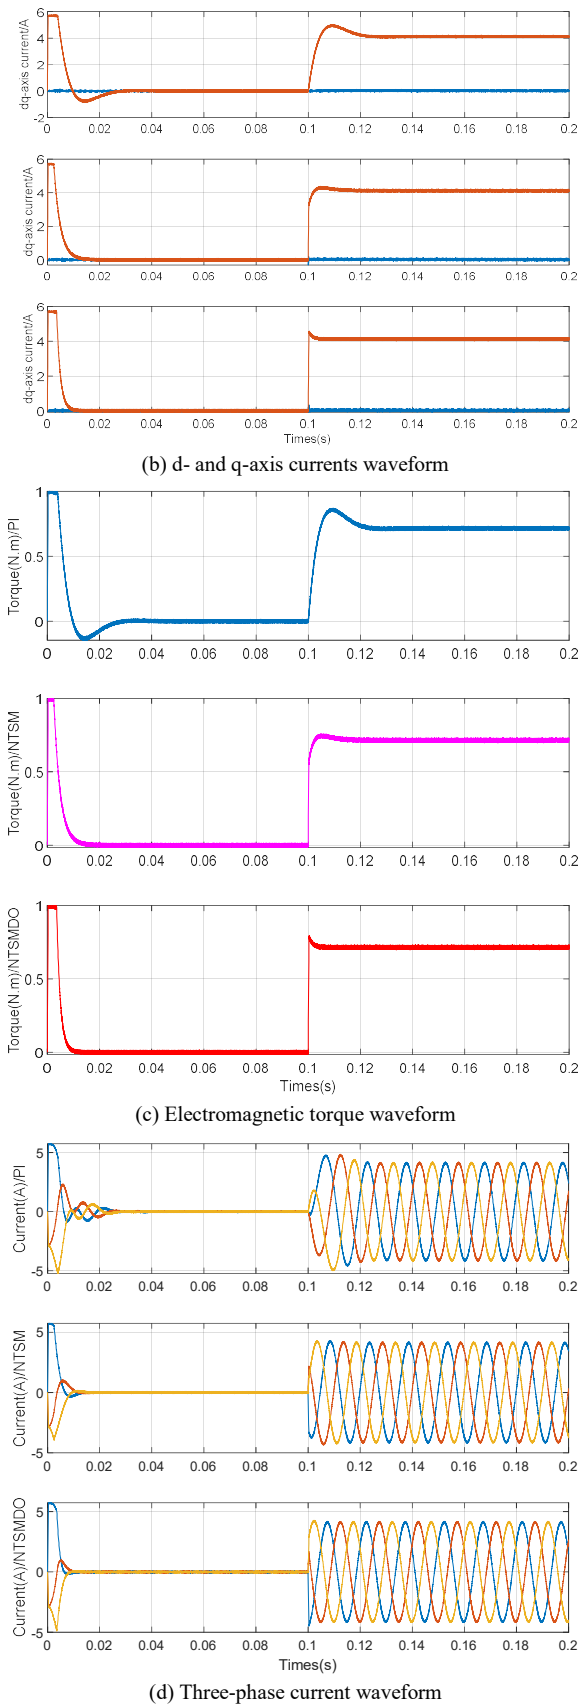 dq-axis current/A
6
4
2
0
-2
0 0.02 0.04 0.06 0.08 0.1 0.12 0.14 0.16 0.18 0.2
dq-axis current/A
6
4
2
0
0 0.02 0.04 0.06 0.08 0.1 0.12 0.14 0.16 0.18 0.2
dq-axis current/A
6
4
2
0
0 0.02 0.04 0.06 0.08 0.1 0.12 0.14 0.16 0.18 0.2
Times(s)
(b) d- and q-axis currents waveform
Torque(N.m)/PI
1
0.5
0
0 0.02 0.04 0.06 0.08 0.1 0.12 0.14 0.16 0.18 0.2
Torque(N.m)/NTSM
1
0.5
0
0 0.02 0.04 0.06 0.08 0.1 0.12 0.14 0.16 0.18 0.2
Torque(N.m)/NTSMDO
1
0.5
0
0 0.02 0.04 0.06 0.08 0.1 0.12 0.14 0.16 0.18 0.2
Times(s)
(c) Electromagnetic torque waveform
Current(A)/PI
5
0
-5
0 0.02 0.04 0.06 0.08 0.1 0.12 0.14 0.16 0.18 0.2
Current(A)/NTSM
5
0
-5
0 0.02 0.04 0.06 0.08 0.1 0.12 0.14 0.16 0.18 0.2
Current(A)/NTSMDO
5
0
-5
0 0.02 0.04 0.06 0.08 0.1 0.12 0.14 0.16 0.18 0.2
Times(s)
(d) Three-phase current waveform